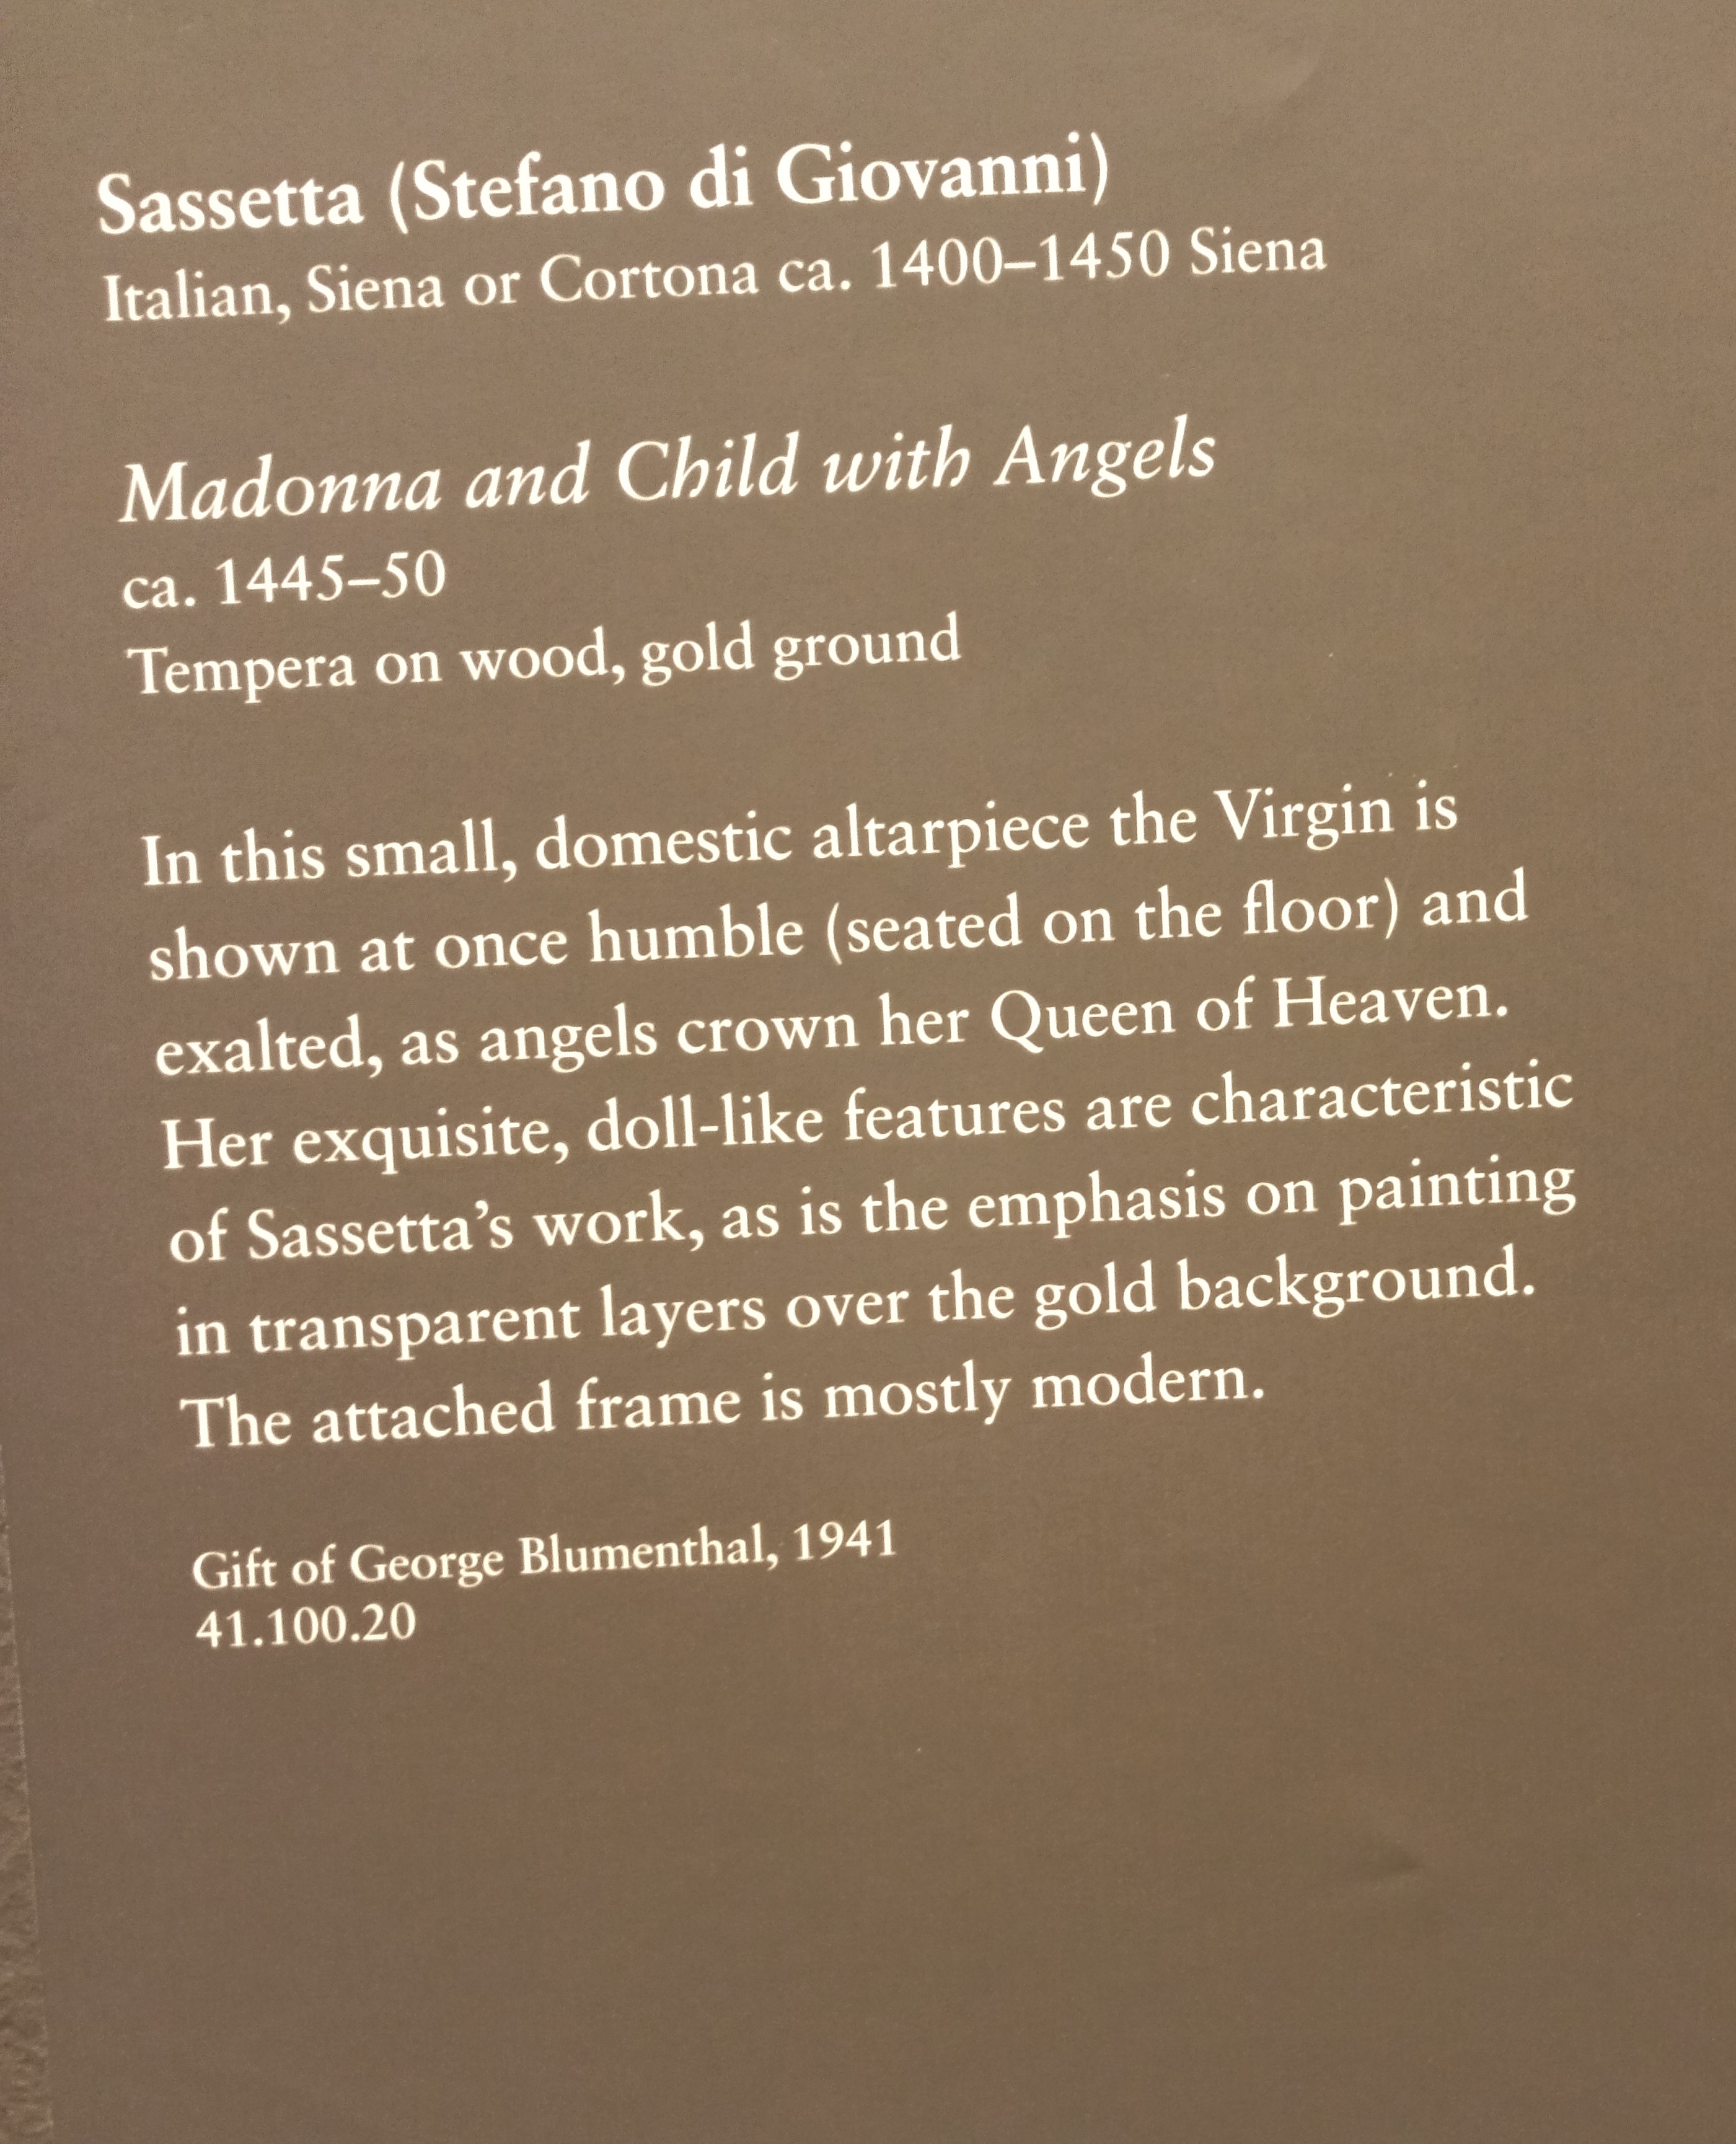 Sassetta (Stefano di Giovanni)
Italian, Siena or Cortona ca. 1400–1450 Siena
Madonna and Child with Angels
ca. 1445–50
Tempera on wood, gold ground
In this small, domestic altarpiece the Virgin is
shown at once humble (seated on the floor) and
exalted, as angels crown her Queen of Heaven.
Her exquisite, doll-like features are characteristic
of Sassetta’s work, as is the emphasis on painting
in transparent layers over the gold background.
The attached frame is mostly modern.
Gift of George Blumenthal, 1941
41.100.20